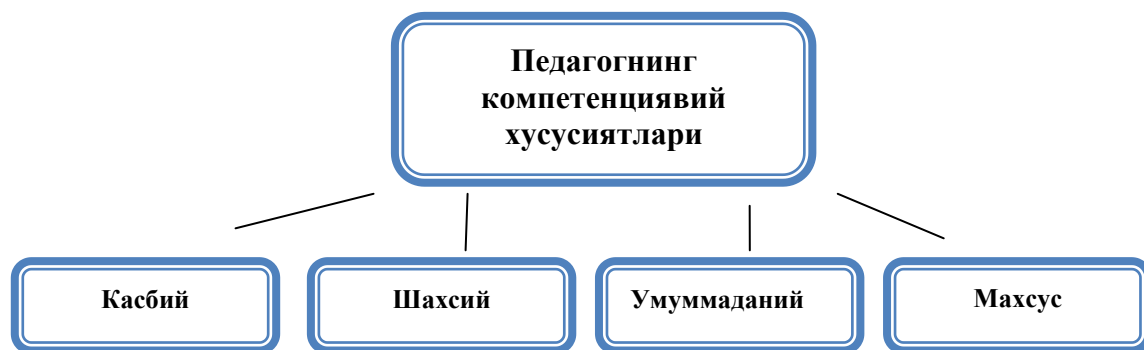 Педагогнинг
компетенциявий
хусусиятлари
Касбий
Шахсий
Умуммаданий
Махсус